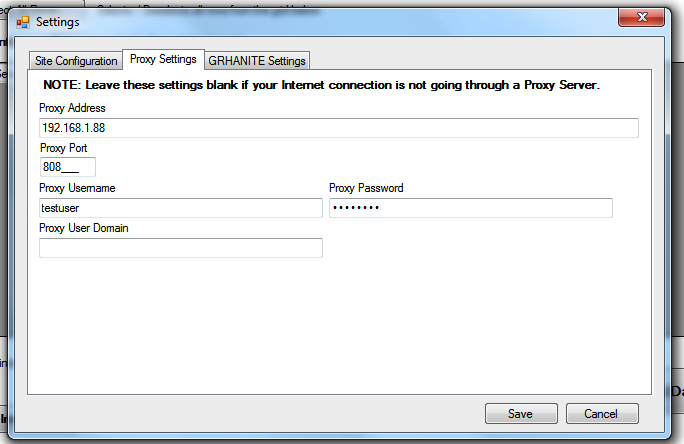 Settings
Site Configuration Proxy Settings GRHANITE Settings
NOTE: Leave these settings blank if your Internet connection is not going through a Proxy Server.
Proxy Address
192.168.1.88
Proxy Port
808___
Proxy Username Proxy Password
testuser ••••••••
Proxy User Domain
Save Cancel